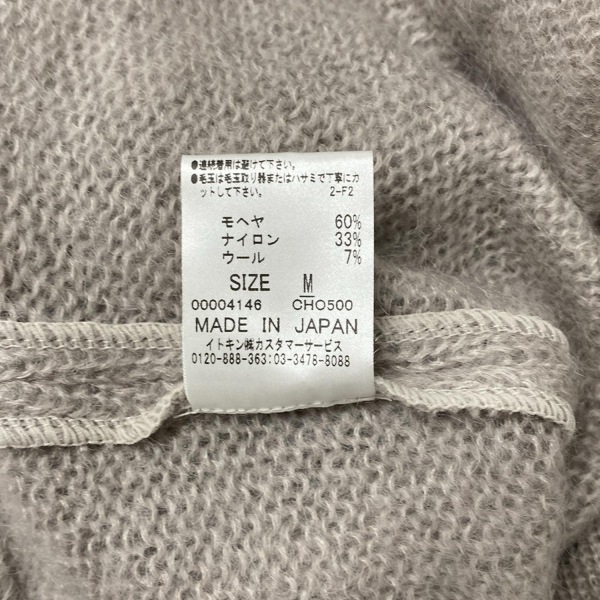 ●連続着用は避けて下さい。
●毛玉は毛玉取り器またはハサミで丁寧にカ
ットして下さい。 2-F2
モヘヤ 60%
ナイロン 33%
ウール 7%
SIZE M
00004146 CHO500
MADE IN JAPAN
イトキン㈱カスタマーサービス
0120-888-363:03-3478-8088